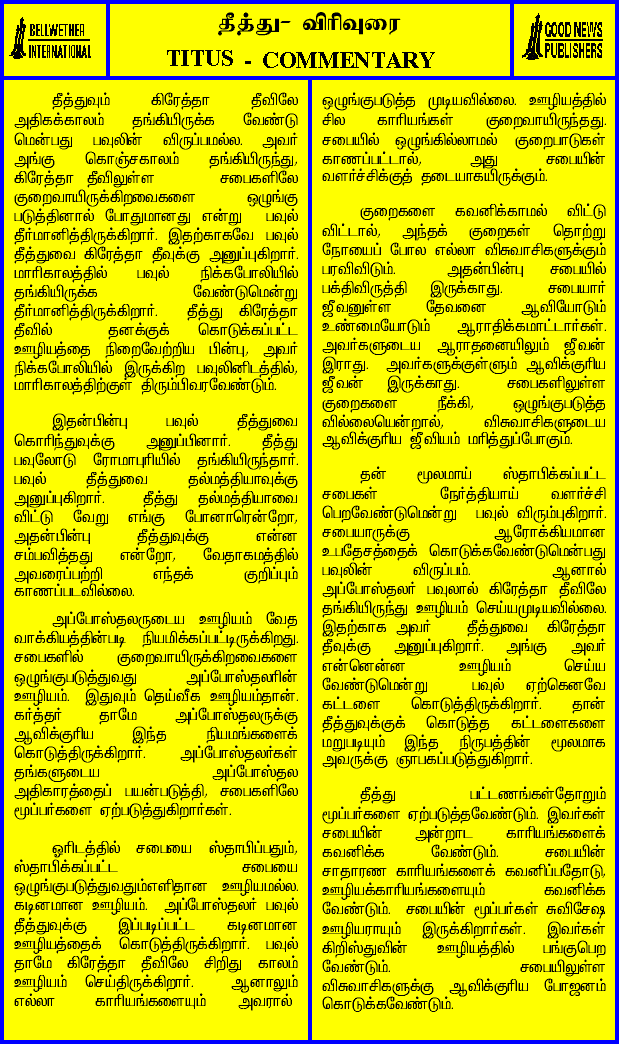 BELLWETHER
INTERNATIONAL
தீத்து- விரிவுரை
TITUS - COMMENTARY
GOOD NEWS
PUBLISHERS
தீத்துவும் கிரேத்தா தீவிலே
அதிககாலம் தங்கியிருக்க வேண்டு
மென்பது பவுலின் விருப்பமல்ல. அவர்
அங்கு கொஞ்சகாலம் தங்கியிருந்து,
கிரேத்தா தீவிலுள்ள சபைகளிலே
குறைவாயிருக்கிறவைகளை ஒழுங்கு
படுத்தினால் போதுமானது என்று பவுல்
தீர்மானித்திருக்கிறார். இதற்காகவே பவுல்
தீத்துவை கிரேத்தா தீவுக்கு அனுப்புகிறார்.
மாரிகாலத்தில் பவுல் நிக்கபோலியில்
தங்கியிருக்க வேண்டுமென்று
தீர்மானித்திருக்கிறார். தீத்து கிரேத்தா
தீவில் தனக்குக் கொடுக்கப்பட்ட
ஊழியத்தை நிறைவேற்றிய பின்பு, அவர்
நிக்கபோலியில் இருக்கிற பவுலினிடத்தில்,
மாரிகாலத்திற்குள் திரும்பிவரவேண்டும்.
இதன்பின்பு பவுல் தீத்துவை
கொரிந்துவுக்கு அனுப்பினார். தீத்து
பவுலோடு ரோமாபுரியில் தங்கியிருந்தார்.
பவுல் தீத்துவை தல்மத்தியாவுக்கு
அனுப்புகிறார். தீத்து தல்மத்தியாவை
விட்டு வேறு எங்கு போனாரென்றோ,
அதன்பின்பு தீத்துவுக்கு என்ன
சம்பவித்தது என்றோ, வேதாகமத்தில்
அவரைப்பற்றி எந்தக் குறிப்பும்
காணப்படவில்லை.
அப்போஸ்தலருடைய ஊழியம் வேத
வாக்கியத்தின்படி நியமிக்கப்பட்டிருக்கிறது.
சபைகளில் குறைவாயிருக்கிறவைகளை
ஒழுங்குபடுத்துவது அப்போஸ்தலரின்
ஊழியம். இதுவும் தெய்வீக ஊழியம்தான்.
கர்த்தர் தாமே அப்போஸ்தலருக்கு
ஆவிக்குரிய இந்த நியமங்களைக்
கொடுத்திருக்கிறார். அப்போஸ்தலர்கள்
தங்களுடைய அப்போஸ்தல
அதிகாரத்தைப் பயன்படுத்தி, சபைகளிலே
மூப்பர்களை ஏற்படுத்துகிறார்கள்.
ஓரிடத்தில் சபையை ஸ்தாபிப்பதும்,
ஸ்தாபிக்கப்பட்ட சபையை
ஒழுங்குபடுத்துவதும்எளிதான ஊழியமல்ல.
கடினமான ஊழியம். அப்போஸ்தலர் பவுல்
தீத்துவுக்கு இப்படிப்பட்ட கடினமான
ஊழியத்தைக் கொடுத்திருக்கிறார். பவுல்
தாமே கிரேத்தா தீவிலே சிறிது காலம்
ஊழியம் செய்திருக்கிறார். ஆனாலும்
எல்லா காரியங்களையும் அவரால்
ஒழுங்குபடுத்த முடியவில்லை. ஊழியத்தில்
சில காரியங்கள் குறைவாயிருந்தது.
சபையில் ஒழுங்கில்லாமல் குறைபாடுகள்
காணப்பட்டால், அது சபையின்
வளர்ச்சிக்குத் தடையாகயிருக்கும்.
குறைகளை கவனிக்காமல் விட்டு
விட்டால், அந்தக் குறைகள் தொற்று
நோயைப் போல எல்லா விசுவாசிகளுக்கும்
பரவிவிடும். அதன்பின்பு சபையில்
பக்திவிருத்தி இருக்காது. சபையார்
ஜீவனுள்ள தேவனை ஆவியோடும்
உண்மையோடும் ஆராதிக்கமாட்டார்கள்.
அவர்களுடைய ஆராதனையிலும் ஜீவன்
இராது. அவர்களுக்குள்ளும் ஆவிக்குரிய
ஜீவன் இருக்காது. சபைகளிலுள்ள
குறைகளை நீக்கி, ஒழுங்குபடுத்த
வில்லையென்றால், விசுவாசிகளுடைய
ஆவிக்குரிய ஜீவியம் மரித்துப்போகும்.
தன் மூலமாய் ஸ்தாபிக்கப்பட்ட
சபைகள் நேர்த்தியாய் வளர்ச்சி
பெறவேண்டுமென்று பவுல் விரும்புகிறார்.
சபையாருக்கு ஆரோக்கியமான
உபதேசத்தைக் கொடுக்கவேண்டுமென்பது
பவுலின் விருப்பம். ஆனால்
அப்போஸ்தலர் பவுலால் கிரேத்தா தீவிலே
தங்கியிருந்து ஊழியம் செய்யமுடியவில்லை.
இதற்காக அவர் தீத்துவை கிரேத்தா
தீவுக்கு அனுப்புகிறார். அங்கு அவர்
என்னென்ன ஊழியம் செய்ய
வேண்டுமென்று பவுல் ஏற்கெனவே
கட்டளை கொடுத்திருக்கிறார். தான்
தீத்துவுக்குக் கொடுத்த கட்டளைகளை
மறுபடியும் இந்த நிருபத்தின் மூலமாக
அவருக்கு ஞாபகப்படுத்துகிறார்.
தீத்து பட்டணங்கள்தோறும்
மூப்பர்களை ஏற்படுத்தவேண்டும். இவர்கள்
சபையின் அன்றாட காரியங்களைக்
கவனிக்க வேண்டும். சபையின்
சாதாரண காரியங்களைக் கவனிப்பதோடு,
ஊழியக்காரியங்களையும் கவனிக்க
வேண்டும். சபையின் மூப்பர்கள் சுவிசேஷ
ஊழியராயும் இருக்கிறார்கள். இவர்கள்
கிறிஸ்துவின் ஊழியத்தில் பங்குபெற
வேண்டும். சபையிலுள்ள
விசுவாசிகளுக்கு ஆவிக்குரிய போஜனம்
கொடுக்கவேண்டும்.